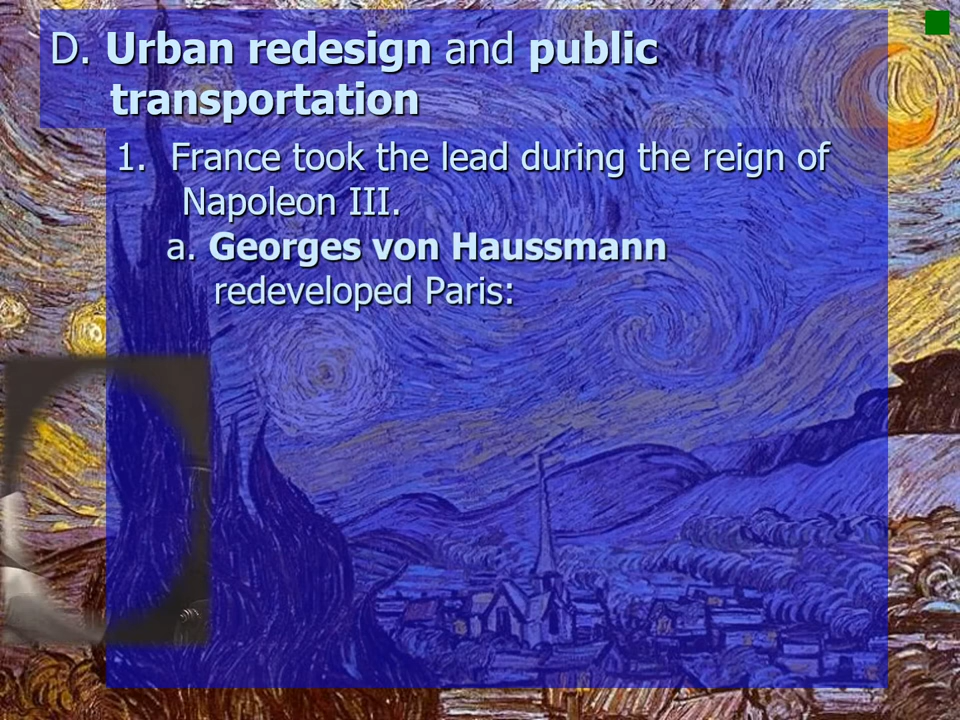 D. Urban redesign and public
transportation
1. France took the lead during the reign of
Napoleon III.
a. Georges von Haussmann
redeveloped Paris: